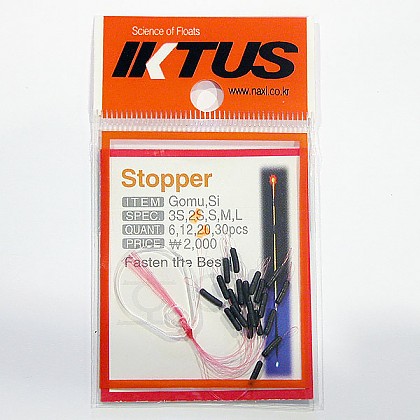 Science of Floats
IKTUS
www.naxl.co.kr
Stopper
ITEM Gomu,Si
SPEC. 3S,2S,S,M,L
QUANT. 6,12,20,30pcs
PRICE ₩2,000
Fasten the Best